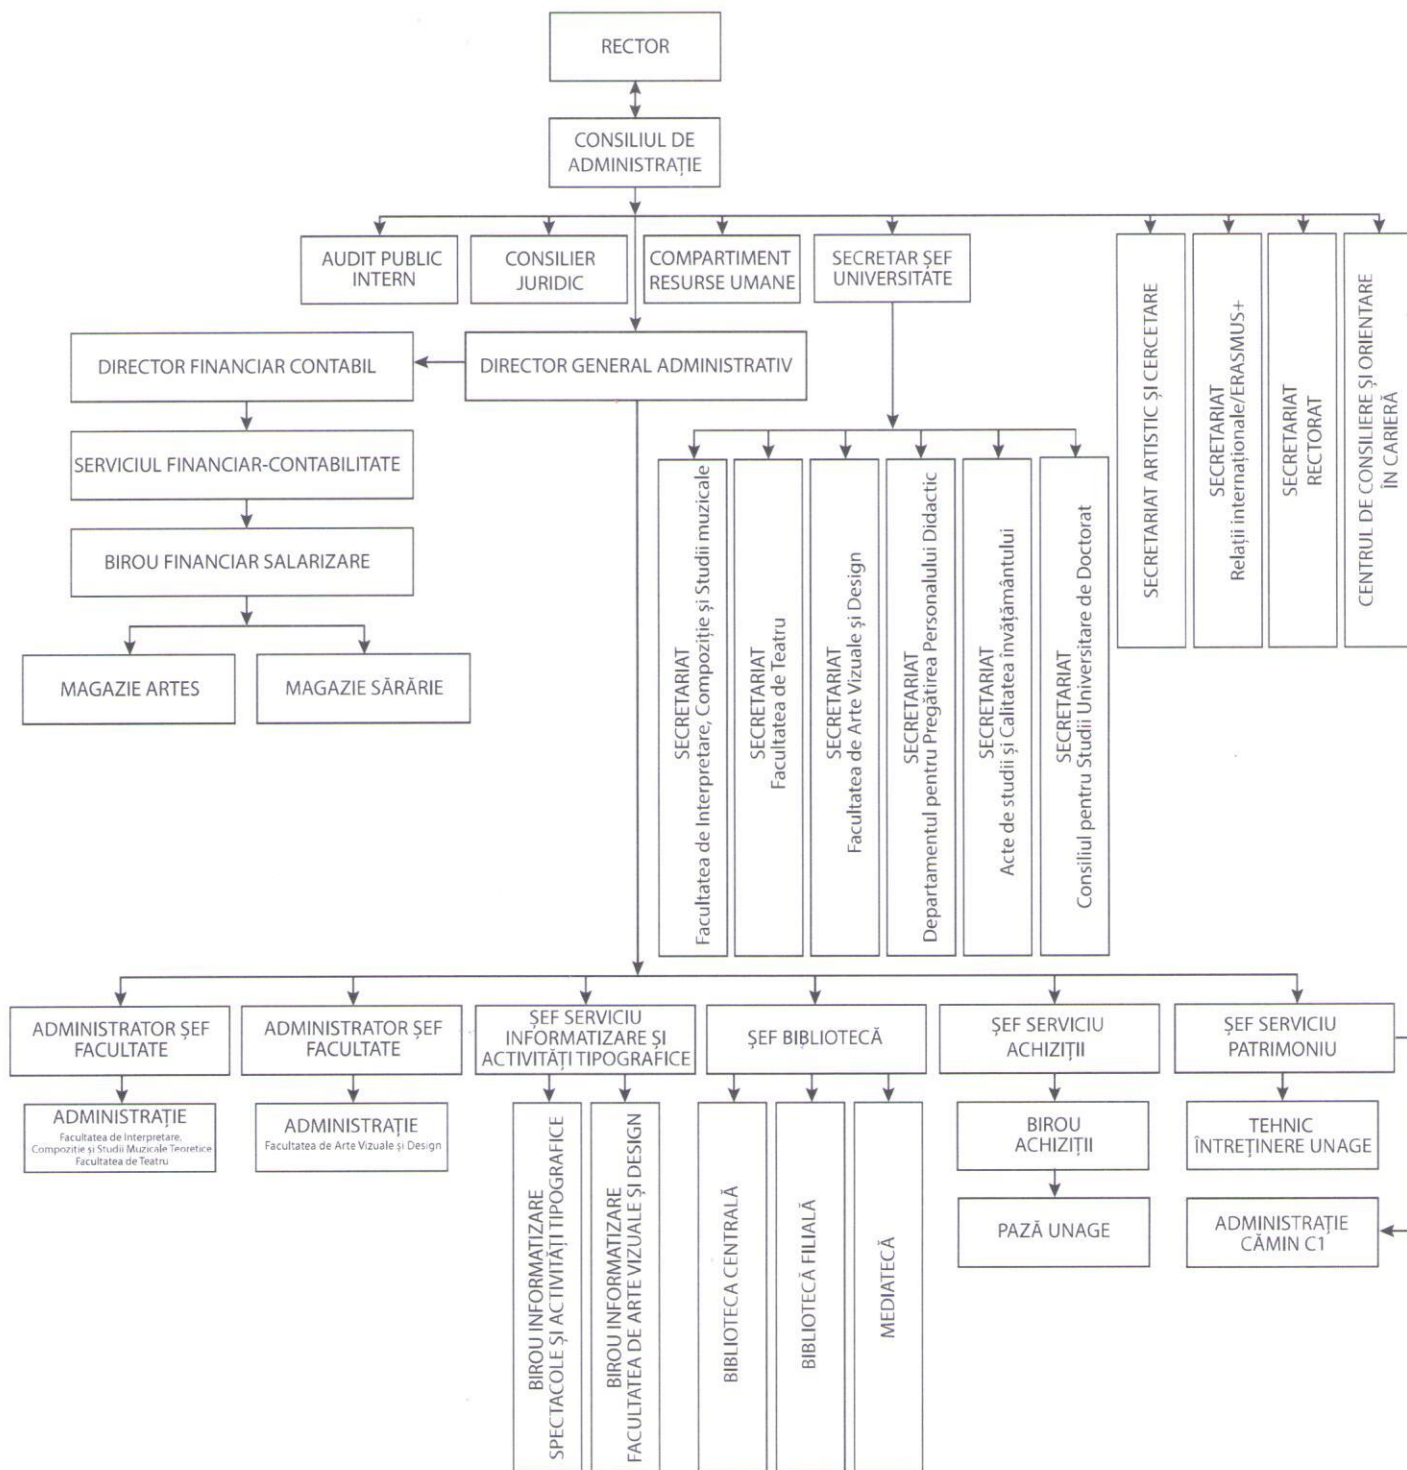 RECTOR
CONSILIUL DE
ADMINISTRAȚIE
AUDIT PUBLIC
INTERN
CONSILIER
JURIDIC
COMPARTIMENT
RESURSE UMANE
SECRETAR ȘEF
UNIVERSITATE
SECRETARIAT ARTISTIC ȘI CERCETARE
SECRETARIAT
Relații internaționale/ERASMUS+
SECRETARIAT
RECTORAT
CENTRUL DE CONSILIERE ȘI ORIENTARE
ÎN CARIERĂ
DIRECTOR FINANCIAR CONTABIL
DIRECTOR GENERAL ADMINISTRATIV
SERVICIUL FINANCIAR-CONTABILITATE
BIROU FINANCIAR SALARIZARE
MAGAZIE ARTES
MAGAZIE SĂRĂRIE
SECRETARIAT
Facultatea de Interpretare, Compoziție și Studii muzicale
SECRETARIAT
Facultatea de Teatru
SECRETARIAT
Facultatea de Arte Vizuale și Design
SECRETARIAT
Departamentul pentru Pregătirea Personalului Didactic
SECRETARIAT
Acte de studii și Calitatea învățământului
SECRETARIAT
Consiliul pentru Studii Universitare de Doctorat
ADMINISTRATOR ȘEF
FACULTATE
ADMINISTRATOR ȘEF
FACULTATE
ȘEF SERVICIU
INFORMATIZARE ȘI
ACTIVITĂȚI TIPOGRAFICE
ȘEF BIBLIOTECĂ
ȘEF SERVICIU
ACHIZIȚII
ȘEF SERVICIU
PATRIMONIU
ADMINISTRAȚIE
Facultatea de Interpretare,
Compoziție și Studii Muzicale Teoretice
Facultatea de Teatru
ADMINISTRAȚIE
Facultatea de Arte Vizuale și Design
BIROU INFORMATIZARE
SPECTACOLE ȘI ACTIVITĂȚI TIPOGRAFICE
BIROU INFORMATIZARE
FACULTATEA DE ARTE VIZUALE ȘI DESIGN
BIBLIOTECA CENTRALĂ
BIBLIOTECĂ FILIALĂ
MEDIATECĂ
BIROU
ACHIZIȚII
TEHNIC
ÎNTREȚINERE UNAGE
PAZĂ UNAGE
ADMINISTRAȚIE
CĂMIN C1